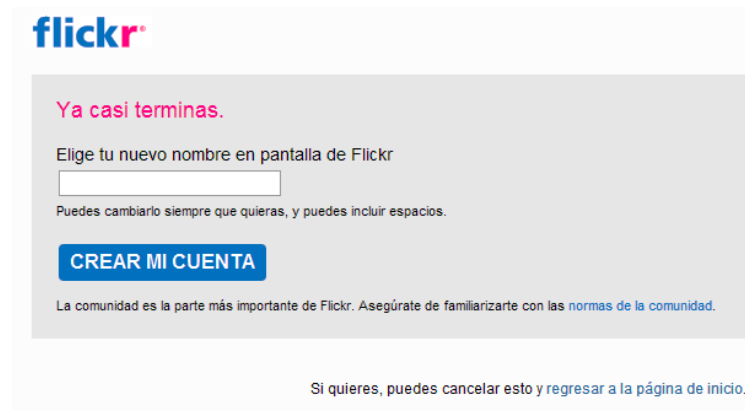 flickr
Ya casi terminas.
Elige tu nuevo nombre en pantalla de Flickr
Puedes cambiarlo siempre que quieras, y puedes incluir espacios.
CREAR MI CUENTA
La comunidad es la parte más importante de Flickr. Asegúrate de familiarizarte con las normas de la comunidad.
Si quieres, puedes cancelar esto y regresar a la página de inicio.